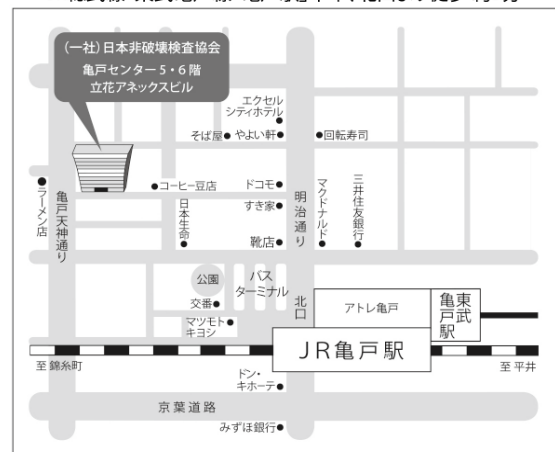 （一社）日本非破壊検査協会
亀戸センター5・6階
立花アネックスビル
エクセル
シティホテル
そば屋
やよい軒
回転寿司
コーヒー豆店
ドコモ
すき家
靴店
日本生命
ラーメン店
亀戸天神通り
明治通り
マクドナルド
三井住友銀行
公園
バス
ターミナル
交番
マツモト
キヨシ
北口
アトレ亀戸
東武
亀戸駅
JR亀戸駅
至 錦糸町
至 平井
ドン・
キホーテ
京葉道路
みずほ銀行